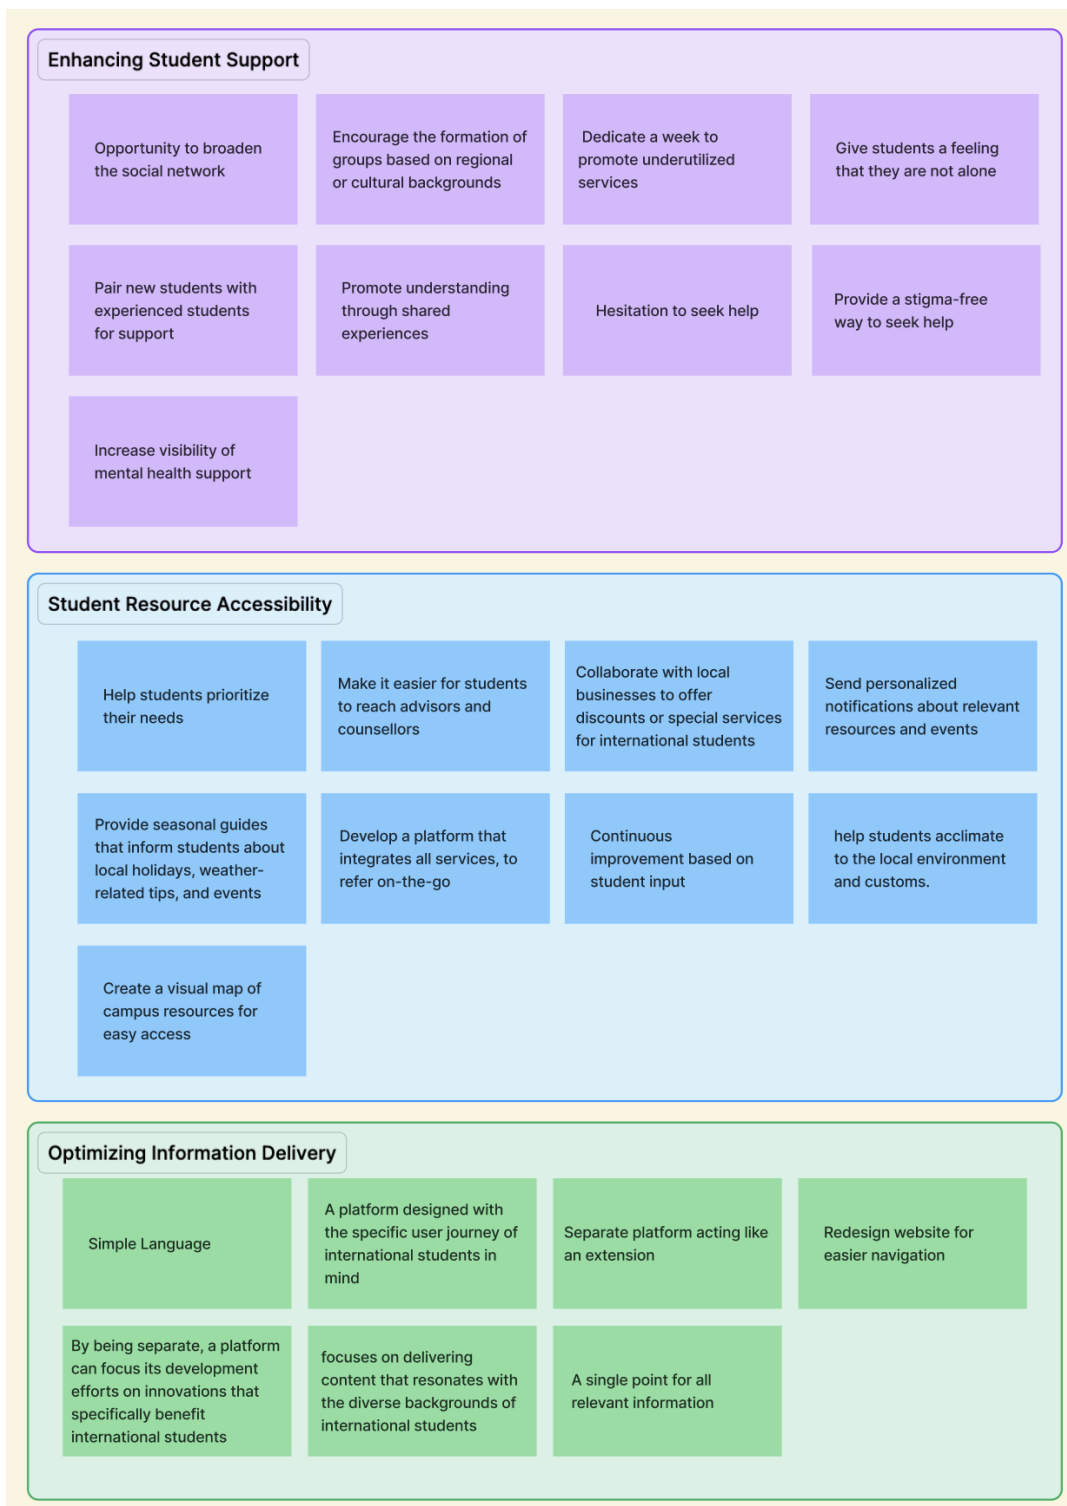 Enhancing Student Support
Opportunity to broaden
the social network
Encourage the formation of
groups based on regional
or cultural backgrounds
Dedicate a week to
promote underutilized
services
Give students a feeling
that they are not alone
Pair new students with
experienced students
for support
Promote understanding
through shared
experiences
Hesitation to seek help
Provide a stigma-free
way to seek help
Increase visibility of
mental health support
Student Resource Accessibility
Help students prioritize
their needs
Make it easier for students
to reach advisors and
counsellors
Collaborate with local
businesses to offer
discounts or special services
for international students
Send personalized
notifications about relevant
resources and events
Provide seasonal guides
that inform students about
local holidays, weather-
related tips, and events
Develop a platform that
integrates all services, to
refer on-the-go
Continuous
improvement based on
student input
help students acclimate
to the local environment
and customs.
Create a visual map of
campus resources for
easy access
Optimizing Information Delivery
Simple Language
A platform designed with
the specific user journey of
international students in
mind
Separate platform acting like
an extension
Redesign website for
easier navigation
By being separate, a platform
can focus its development
efforts on innovations that
specifically benefit
international students
focuses on delivering
content that resonates with
the diverse backgrounds of
international students
A single point for all
relevant information